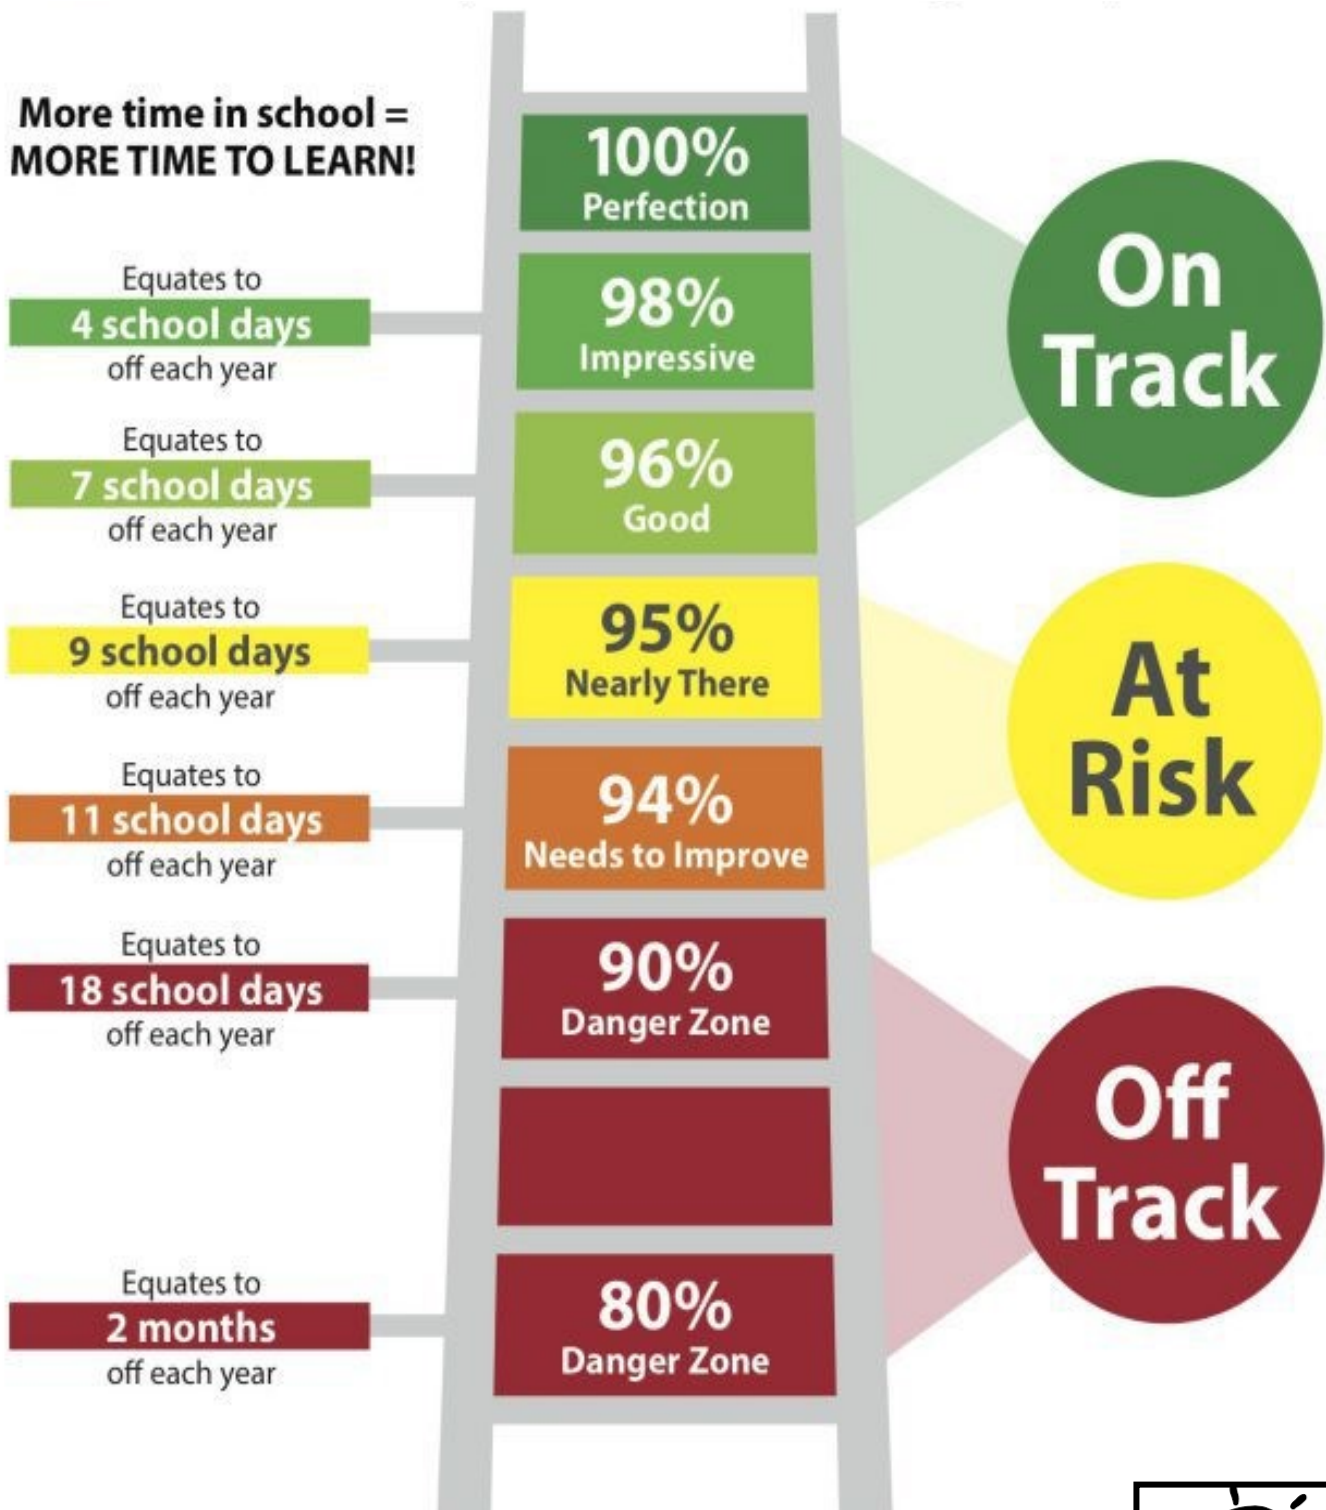 More time in school =
MORE TIME TO LEARN!
100%
Perfection
Equates to
4 school days
off each year
98%
Impressive
Equates to
7 school days
off each year
96%
Good
On
Track
Equates to
9 school days
off each year
95%
Nearly There
Equates to
11 school days
off each year
94%
Needs to Improve
At
Risk
Equates to
18 school days
off each year
90%
Danger Zone
Equates to
2 months
off each year
80%
Danger Zone
Off
Track